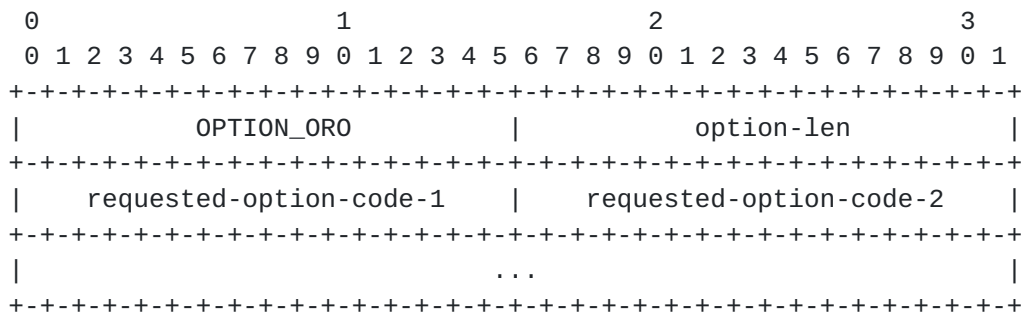 0                   1                   2                   3
 0 1 2 3 4 5 6 7 8 9 0 1 2 3 4 5 6 7 8 9 0 1 2 3 4 5 6 7 8 9 0 1
+-+-+-+-+-+-+-+-+-+-+-+-+-+-+-+-+-+-+-+-+-+-+-+-+-+-+-+-+-+-+-+-+
|           OPTION_ORO          |           option-len          |
+-+-+-+-+-+-+-+-+-+-+-+-+-+-+-+-+-+-+-+-+-+-+-+-+-+-+-+-+-+-+-+-+
|    requested-option-code-1    |    requested-option-code-2    |
+-+-+-+-+-+-+-+-+-+-+-+-+-+-+-+-+-+-+-+-+-+-+-+-+-+-+-+-+-+-+-+-+
|                              ...                              |
+-+-+-+-+-+-+-+-+-+-+-+-+-+-+-+-+-+-+-+-+-+-+-+-+-+-+-+-+-+-+-+-+